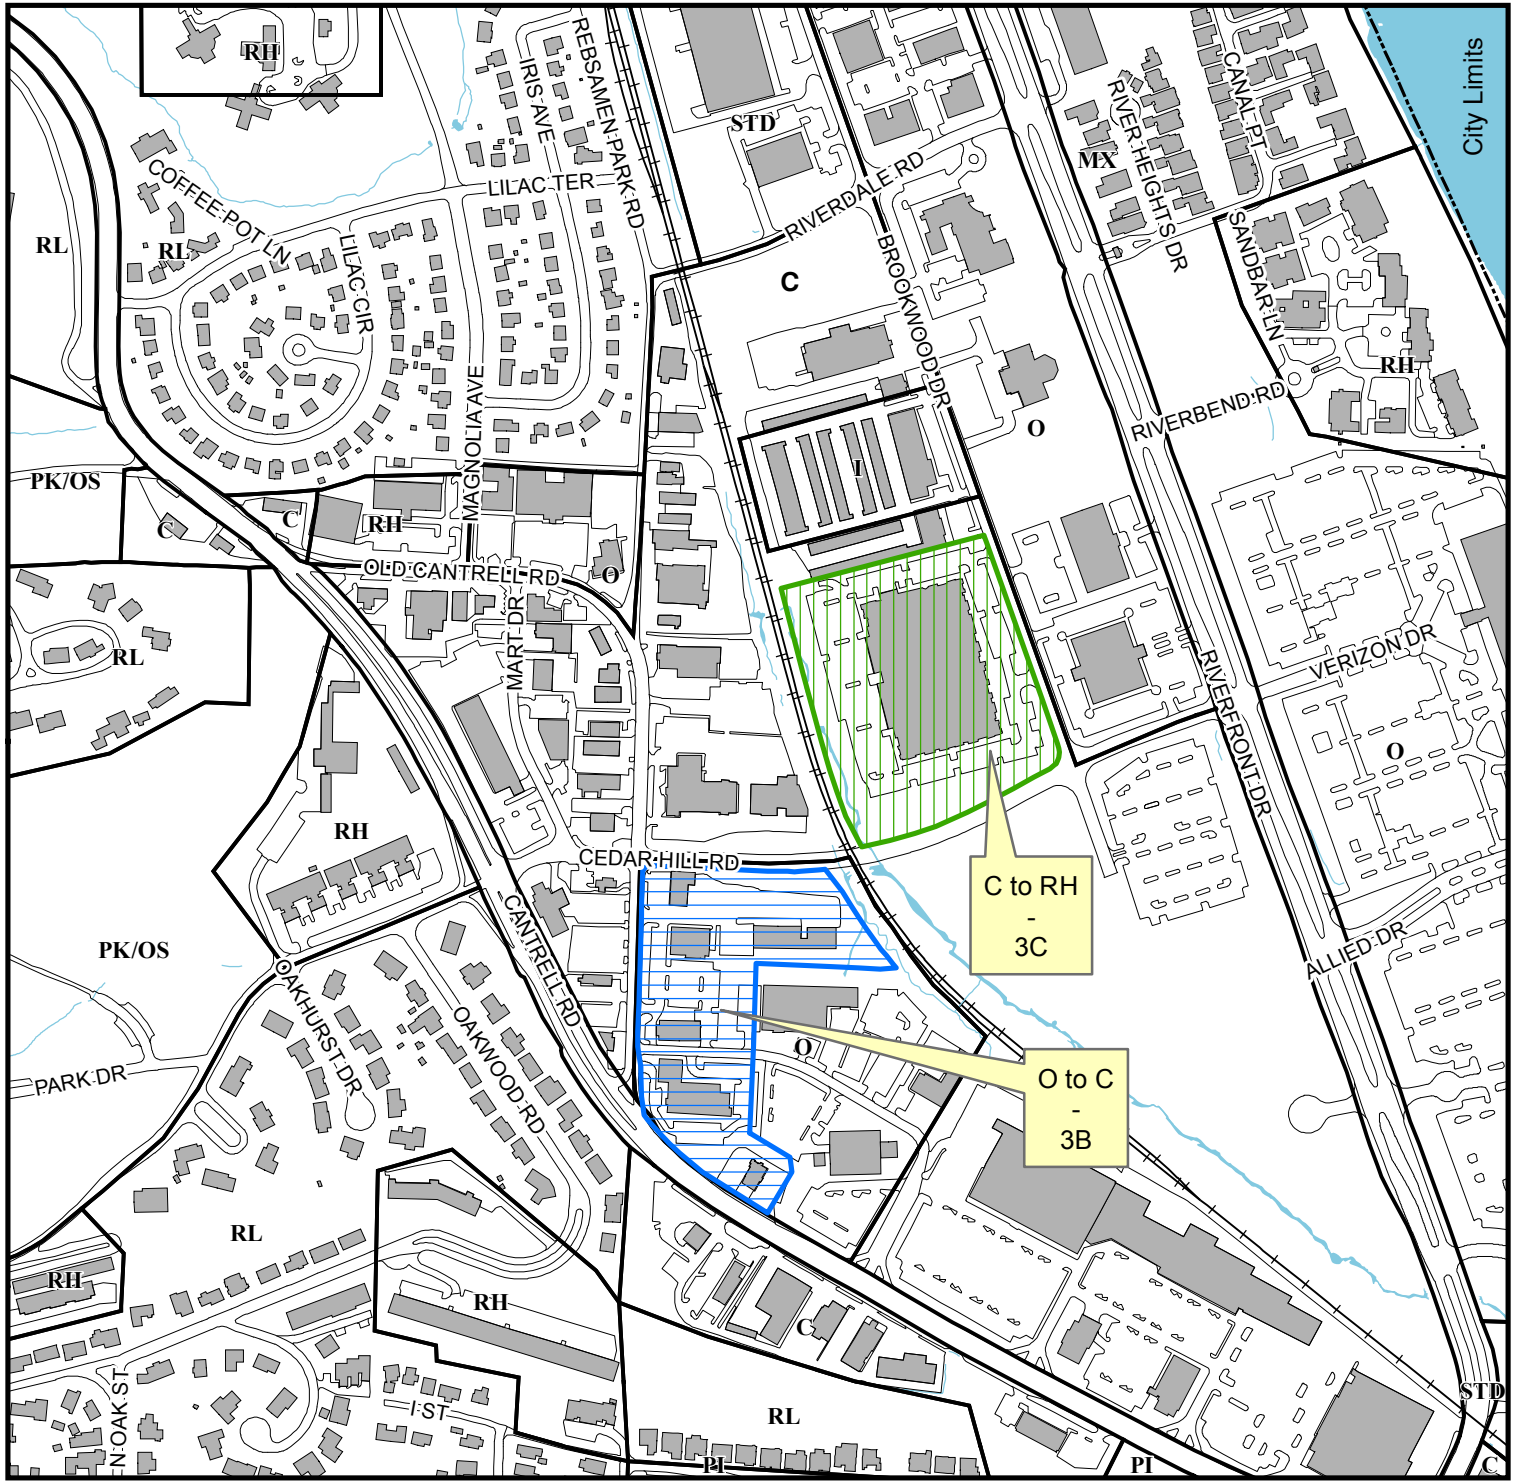 RH
REBSAMEN PARK RD
IRIS AVE
STD
City Limits
CANAL PT
RIVER HEIGHTS DR
MX
COFFEE POT LN
LILAC TER
RIVERDALE RD
RL
RL
LILAC CIR
C
BROOKWOOD DR
SANDBAR LN
RH
MAGNOLIA AVE
RIVERBEND RD
O
PK/OS
C
C
RH
I
OLD CANTRELL RD
O
MART DR
RL
VERIZON DR
RIVERFRONT DR
O
RH
CEDAR HILL RD
C to RH
-
3C
CANTRELL RD
PK/OS
OAKHURST DR
OAKWOOD RD
ALLIED DR
O
O to C
-
3B
PARK DR
RL
RH
RH
C
N OAK ST
I ST
RL
STD
PI
PI
C